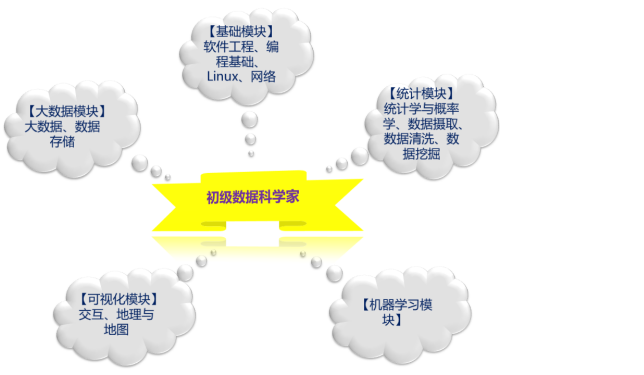 【基础模块】
软件工程、编
程基础、
Linux、网络
【大数据模块】
大数据、数据
存储
【统计模块】
统计学与概率
学、数据摄取、
数据清洗、数
据挖掘
初级数据科学家
【可视化模块】
交互、地理与
地图
【机器学习模
块】